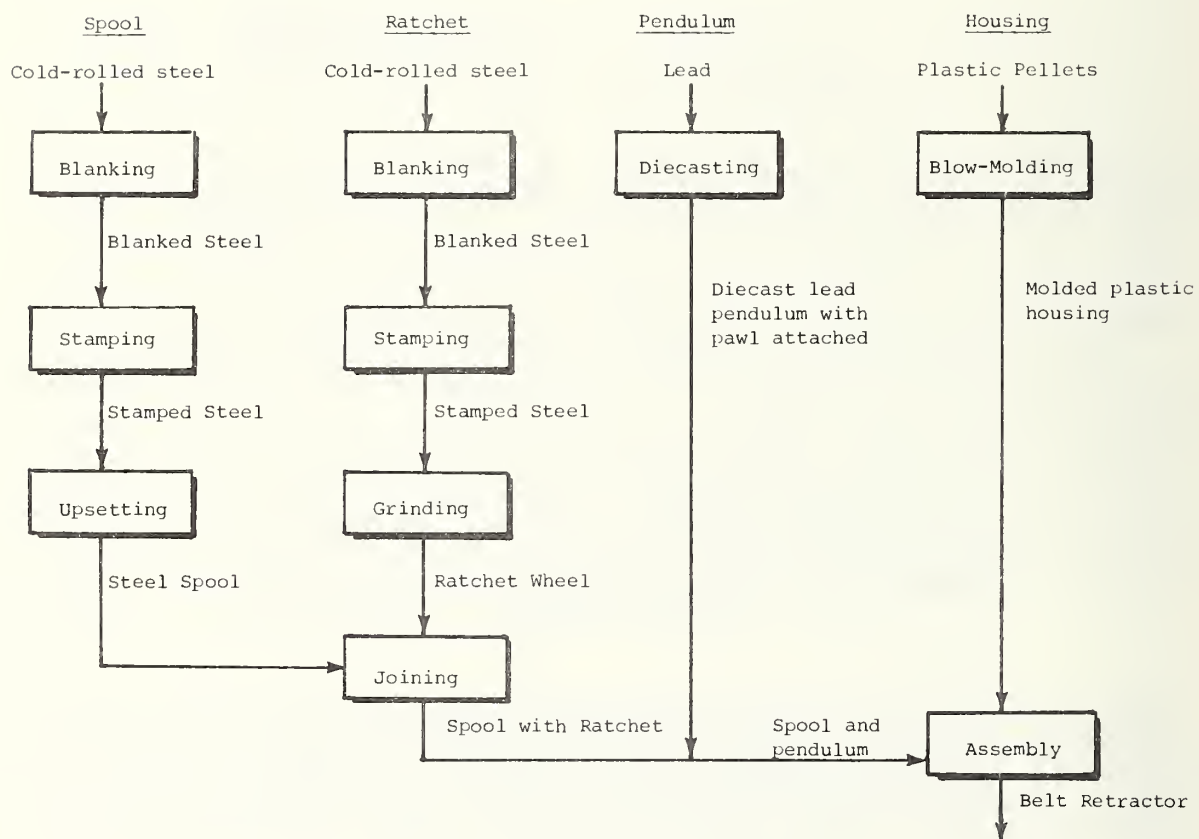 Spool
Ratchet
Pendulum
Housing
Cold-rolled steel
Cold-rolled steel
Lead
Plastic Pellets
Blanking
Blanking
Diecasting
Blow-Molding
Blanked Steel
Blanked Steel
Diecast lead
pendulum with
pawl attached
Molded plastic
housing
Stamping
Stamping
Stamped Steel
Stamped Steel
Upsetting
Grinding
Steel Spool
Ratchet Wheel
Joining
Spool with Ratchet
Spool and
pendulum
Assembly
Belt Retractor